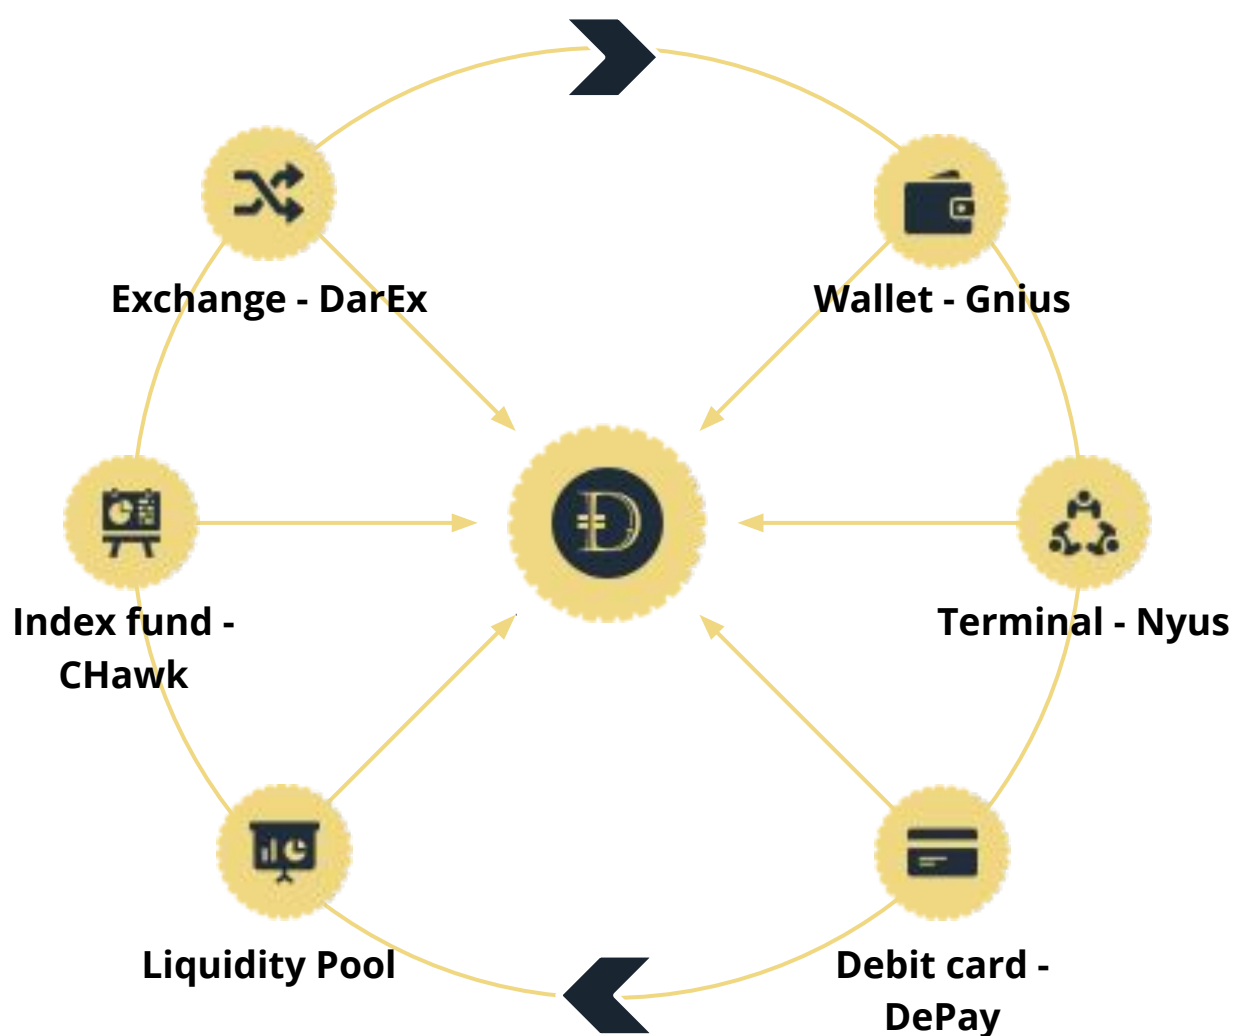 Exchange - DarEx
Wallet - Gnius
Index fund -
CHawk
Terminal - Nyus
Liquidity Pool
Debit card -
DePay